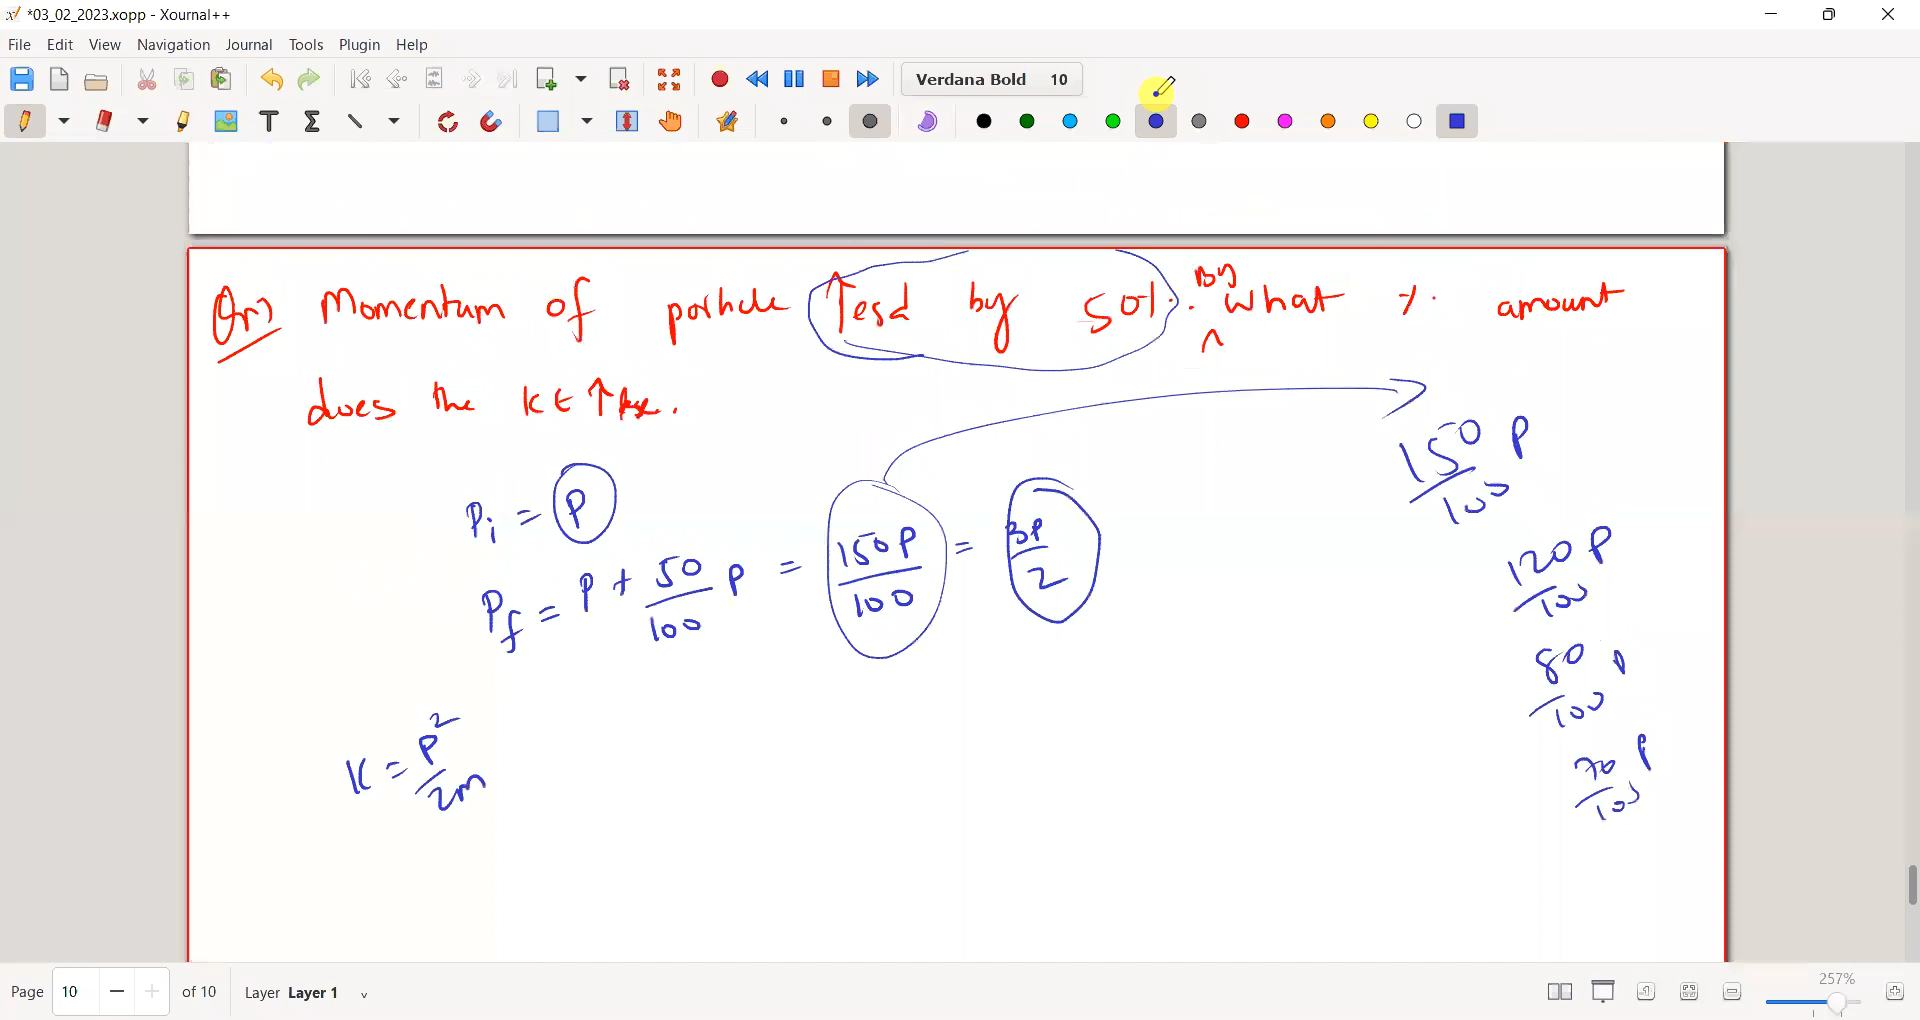 *03_02_2023.xopp - Xournal++
File Edit View Navigation Journal Tools Plugin Help
Verdana Bold 10
Qn) Momentum of particle ↑esd by 50%. By what % amount
does the KE ↑se.
Pi = P
Pf = P + 50/100 P = 150P/100 = 3P/2
150/100 P
120/100 P
80/100 P
70/100 P
K = P²/2m
Page 10 of 10 Layer Layer 1
257%